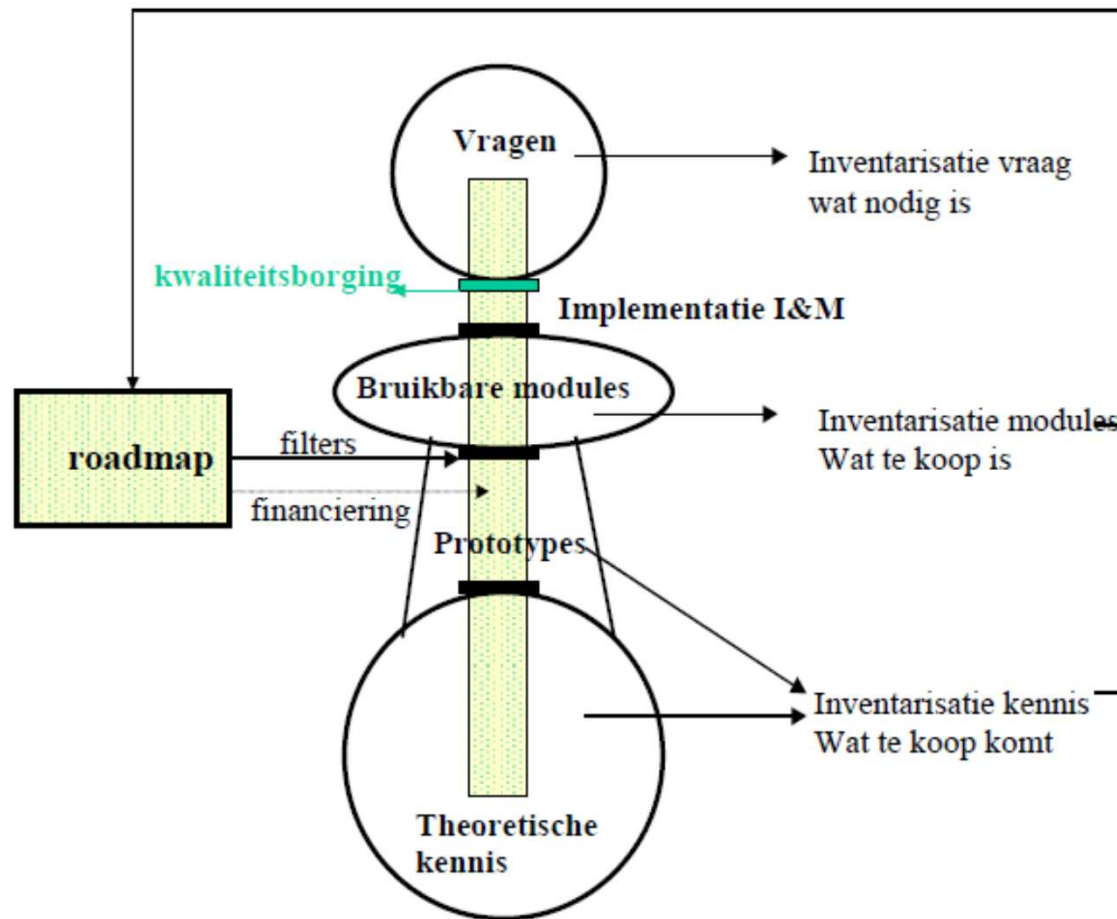 Vragen
Inventarisatie vraag
wat nodig is
kwaliteitsborging
Implementatie I&M
Bruikbare modules
Inventarisatie modules
Wat te koop is
roadmap
filters
financiering
Prototypes
Inventarisatie kennis
Wat te koop komt
Theoretische
kennis